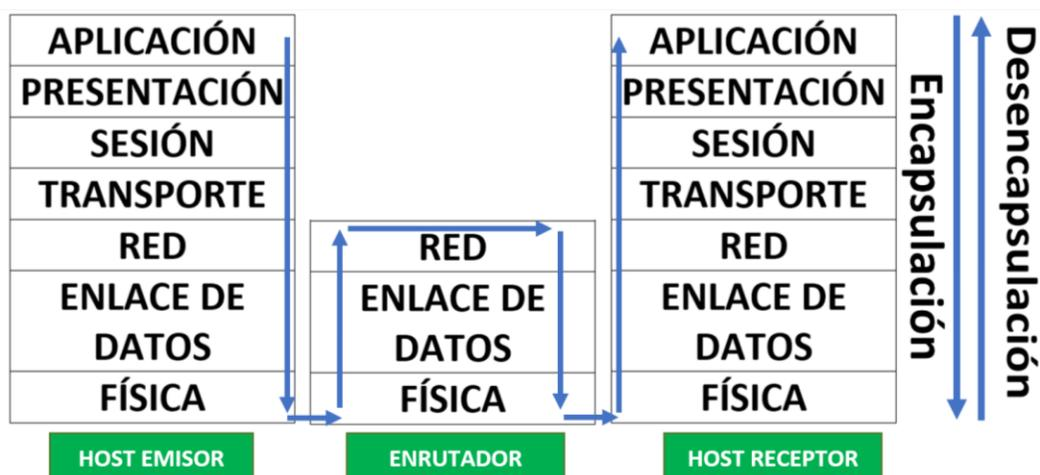 APLICACIÓN
PRESENTACIÓN
SESIÓN
TRANSPORTE
RED
ENLACE DE
DATOS
FÍSICA
HOST EMISOR
RED
ENLACE DE
DATOS
FÍSICA
ENRUTADOR
APLICACIÓN
PRESENTACIÓN
SESIÓN
TRANSPORTE
RED
ENLACE DE
DATOS
FÍSICA
HOST RECEPTOR
Encapsulación
Desencapsulación